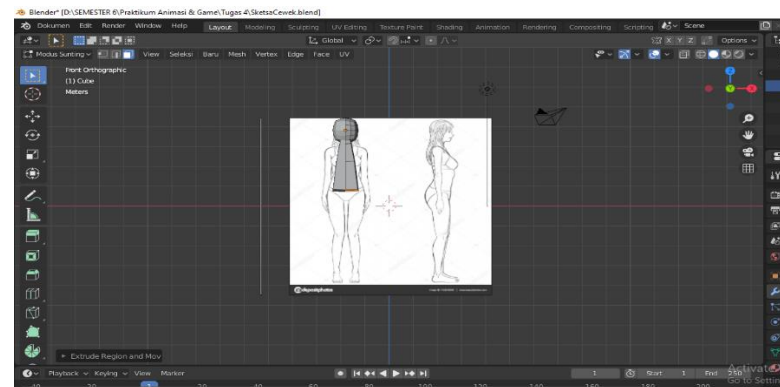 Blender* [D:\SEMESTER 6\Praktikum Animasi & Game\Tugas 4\SketsaCewek.blend]
Dokumen Edit Render Window Help Layout Modeling Sculpting UV Editing Texture Paint Shading Animation Rendering Compositing Scripting Scene
Global X Y Z Options
Modus Sunting View Seleksi Baru Mesh Vertex Edge Face UV
Front Orthographic
(1) Cube
Meters
depositphotos
Extrude Region and Mov
Activate
Playback Keying View Marker 1 Start 1 End 250
Go to Settin